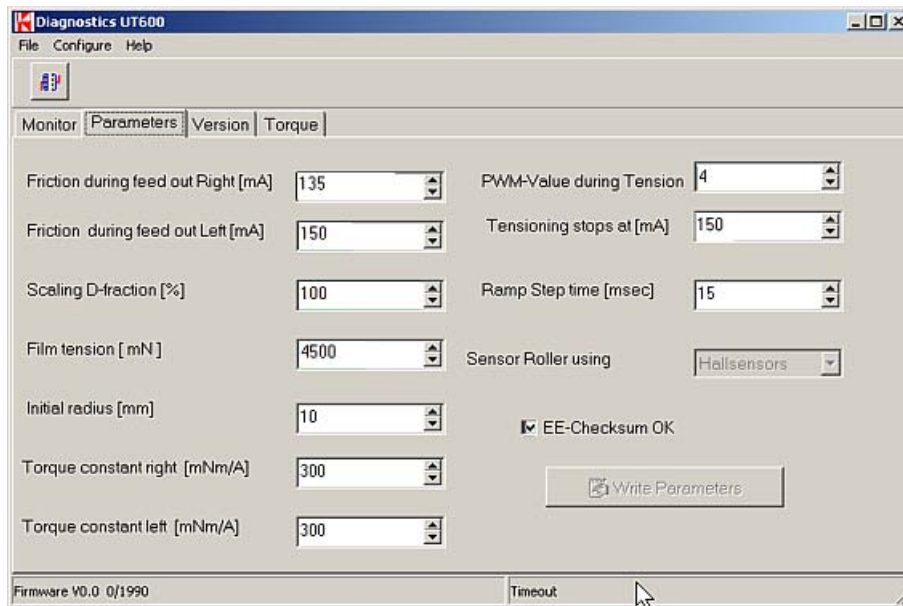 Diagnostics UT600
File Configure Help
Monitor Parameters Version Torque
Friction during feed out Right [mA] 135
PWM-Value during Tension 4
Friction during feed out Left [mA] 150
Tensioning stops at [mA] 150
Scaling D-fraction [%] 100
Ramp Step time [msec] 15
Film tension [ mN ] 4500
Sensor Roller using Hallsensors
Initial radius [mm] 10
EE-Checksum OK
Torque constant right [mNm/A] 300
Write Parameters
Torque constant left [mNm/A] 300
Firmware V0.0 0/1990 Timeout